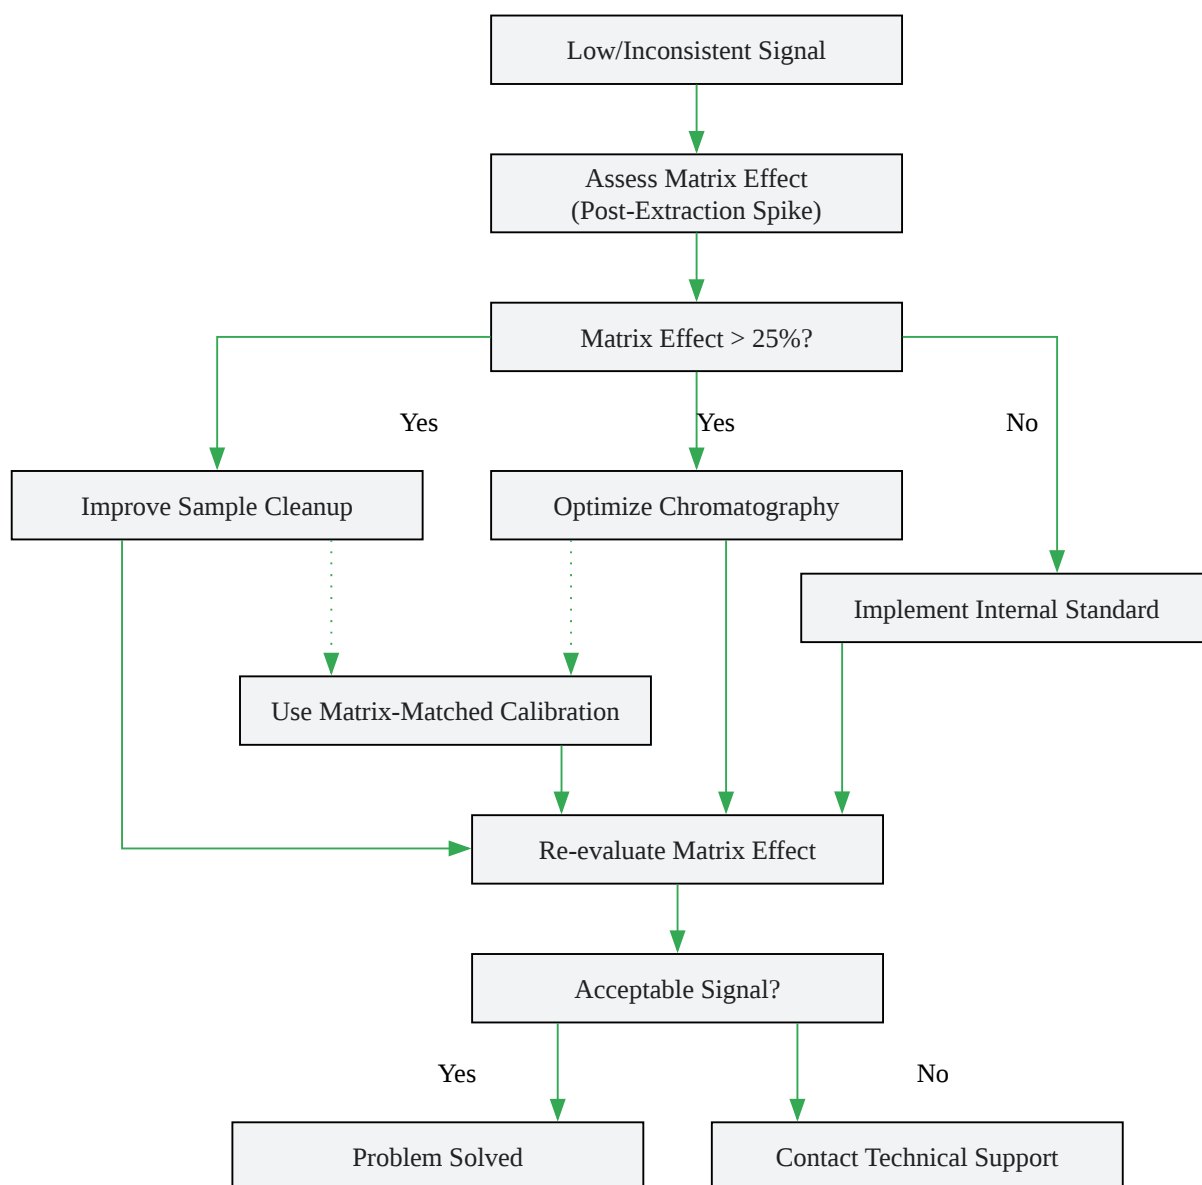 Low/Inconsistent Signal
Assess Matrix Effect
(Post-Extraction Spike)
Matrix Effect > 25%?
Yes
Yes
No
Improve Sample Cleanup
Optimize Chromatography
Implement Internal Standard
Use Matrix-Matched Calibration
Re-evaluate Matrix Effect
Acceptable Signal?
Yes
No
Problem Solved
Contact Technical Support